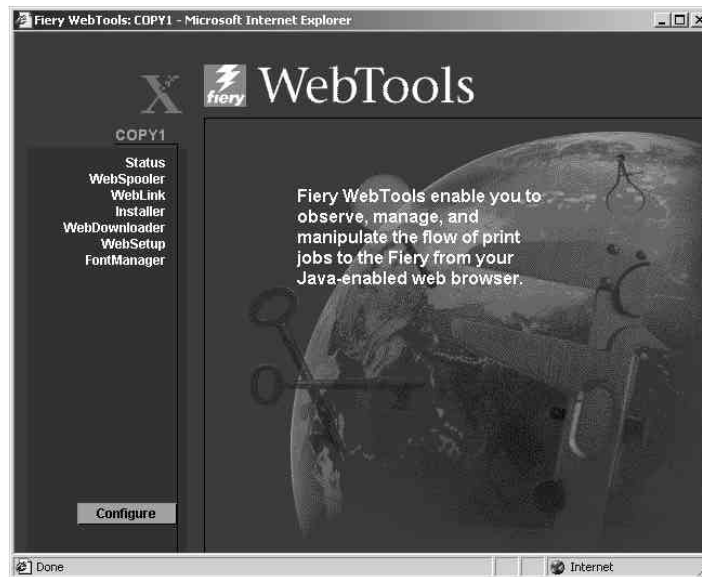 Fiery WebTools: COPY1 - Microsoft Internet Explorer
X
fiery
WebTools
COPY1
Status
WebSpooler
WebLink
Installer
WebDownloader
WebSetup
FontManager
Fiery WebTools enable you to
observe, manage, and
manipulate the flow of print
jobs to the Fiery from your
Java-enabled web browser.
Configure
Done
Internet